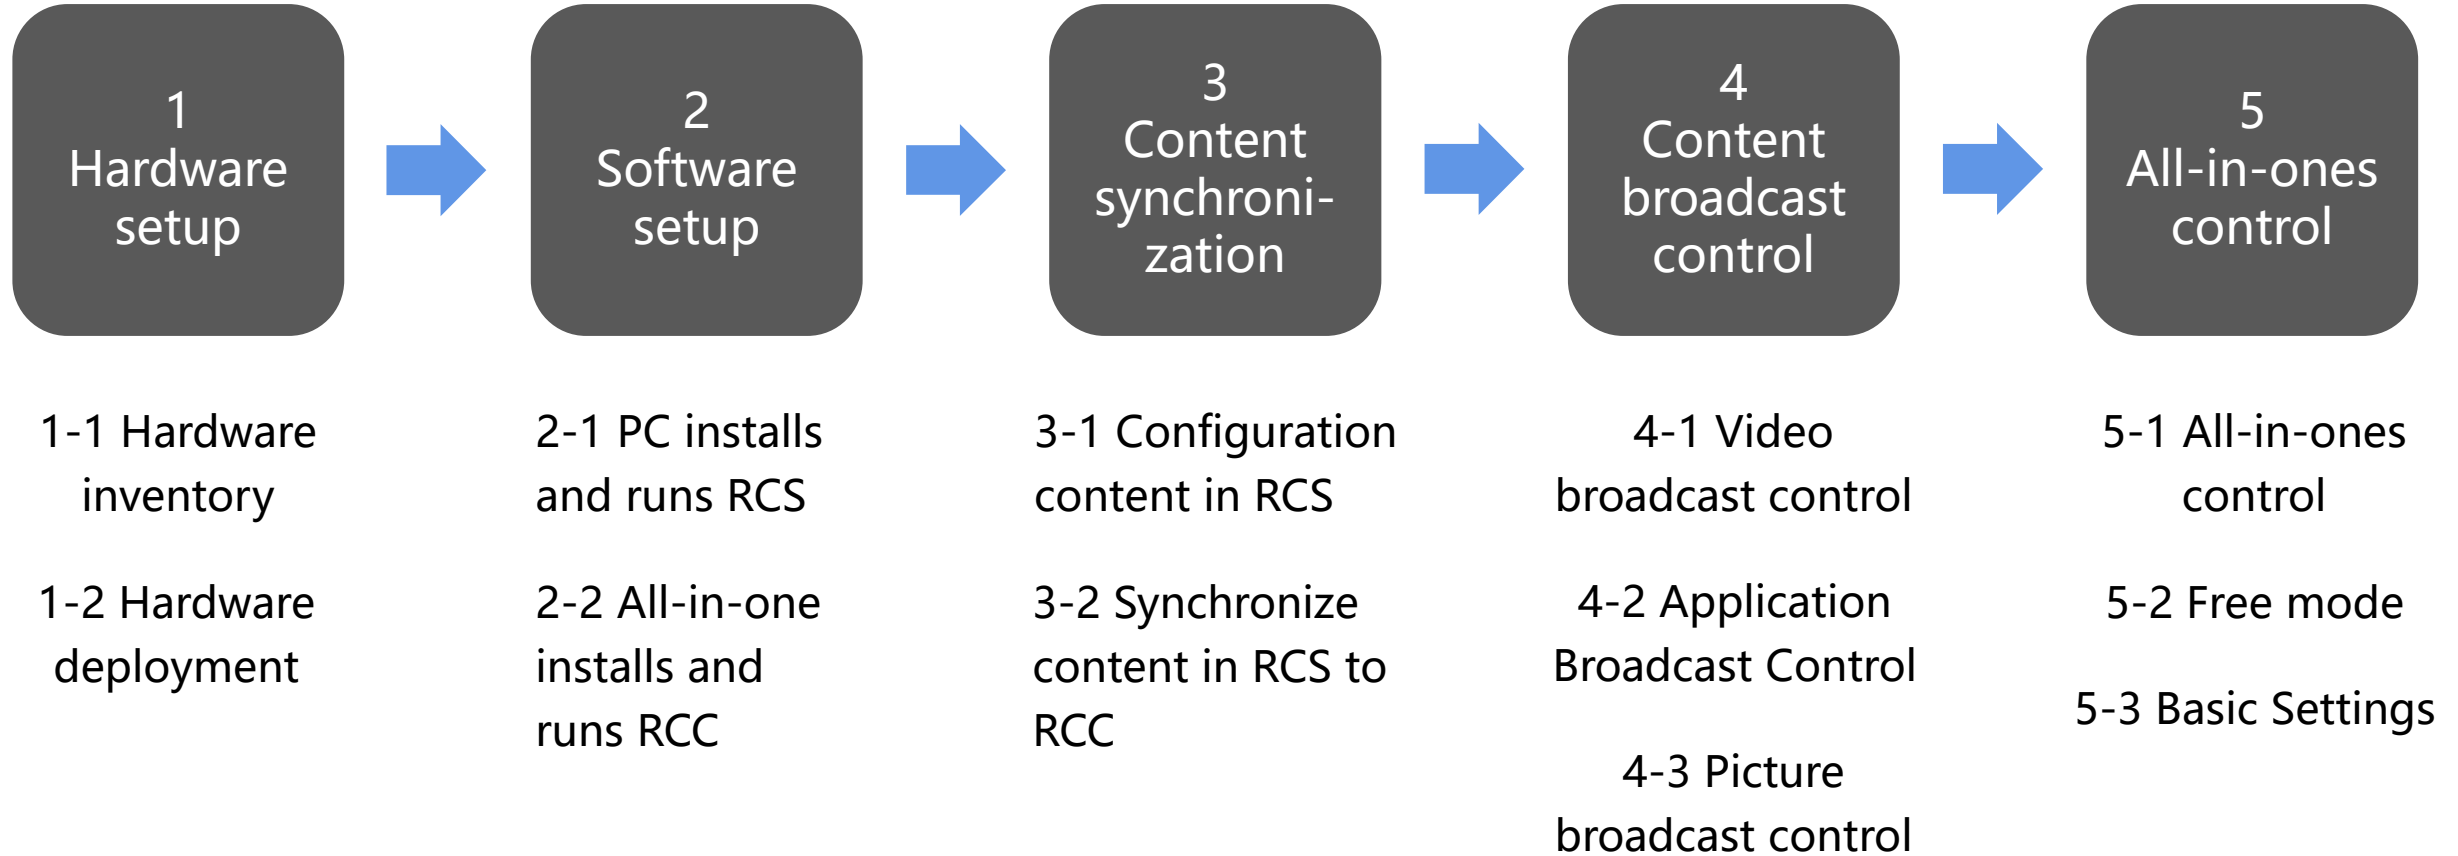 1
Hardware
setup
2
Software
setup
3
Content
synchroni-
zation
4
Content
broadcast
control
5
All-in-ones
control
1-1 Hardware
inventory
1-2 Hardware
deployment
2-1 PC installs
and runs RCS
2-2 All-in-one
installs and
runs RCC
3-1 Configuration
content in RCS
3-2 Synchronize
content in RCS to
RCC
4-1 Video
broadcast control
4-2 Application
Broadcast Control
4-3 Picture
broadcast control
5-1 All-in-ones
control
5-2 Free mode
5-3 Basic Settings